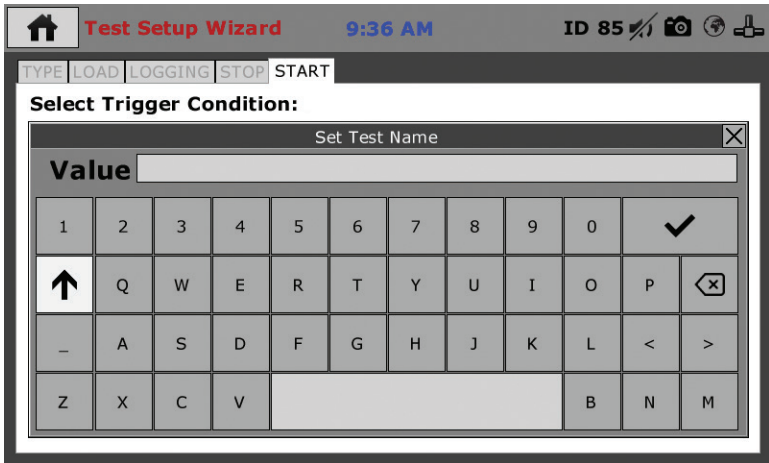 Test Setup Wizard 9:36 AM ID 85
TYPE LOAD LOGGING STOP START
Select Trigger Condition:
Set Test Name
Value
1 2 3 4 5 6 7 8 9 0
Q W E R T Y U I O P
_ A S D F G H J K L < >
Z X C V B N M